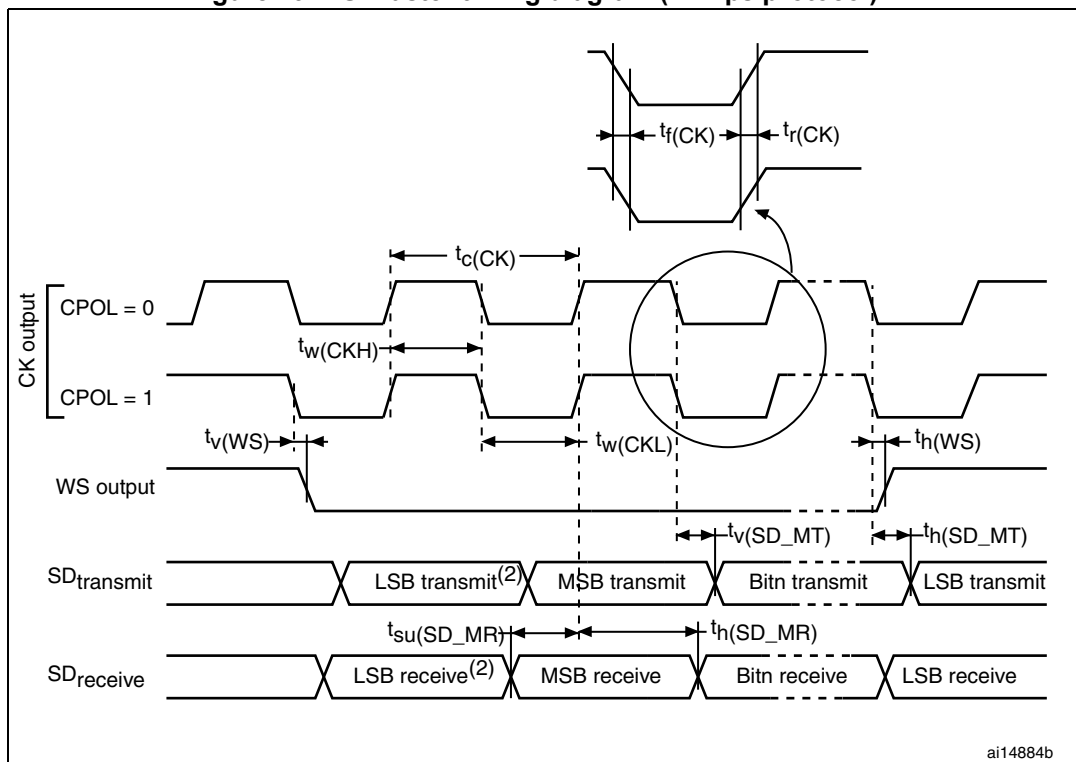 tf(CK)
tr(CK)
tc(CK)
CK output
CPOL = 0
tw(CKH)
CPOL = 1
tv(WS)
tw(CKL)
th(WS)
WS output
tv(SD_MT)
th(SD_MT)
SDtransmit
LSB transmit(2)
MSB transmit
Bitn transmit
LSB transmit
tsu(SD_MR)
th(SD_MR)
SDreceive
LSB receive(2)
MSB receive
Bitn receive
LSB receive
ai14884b